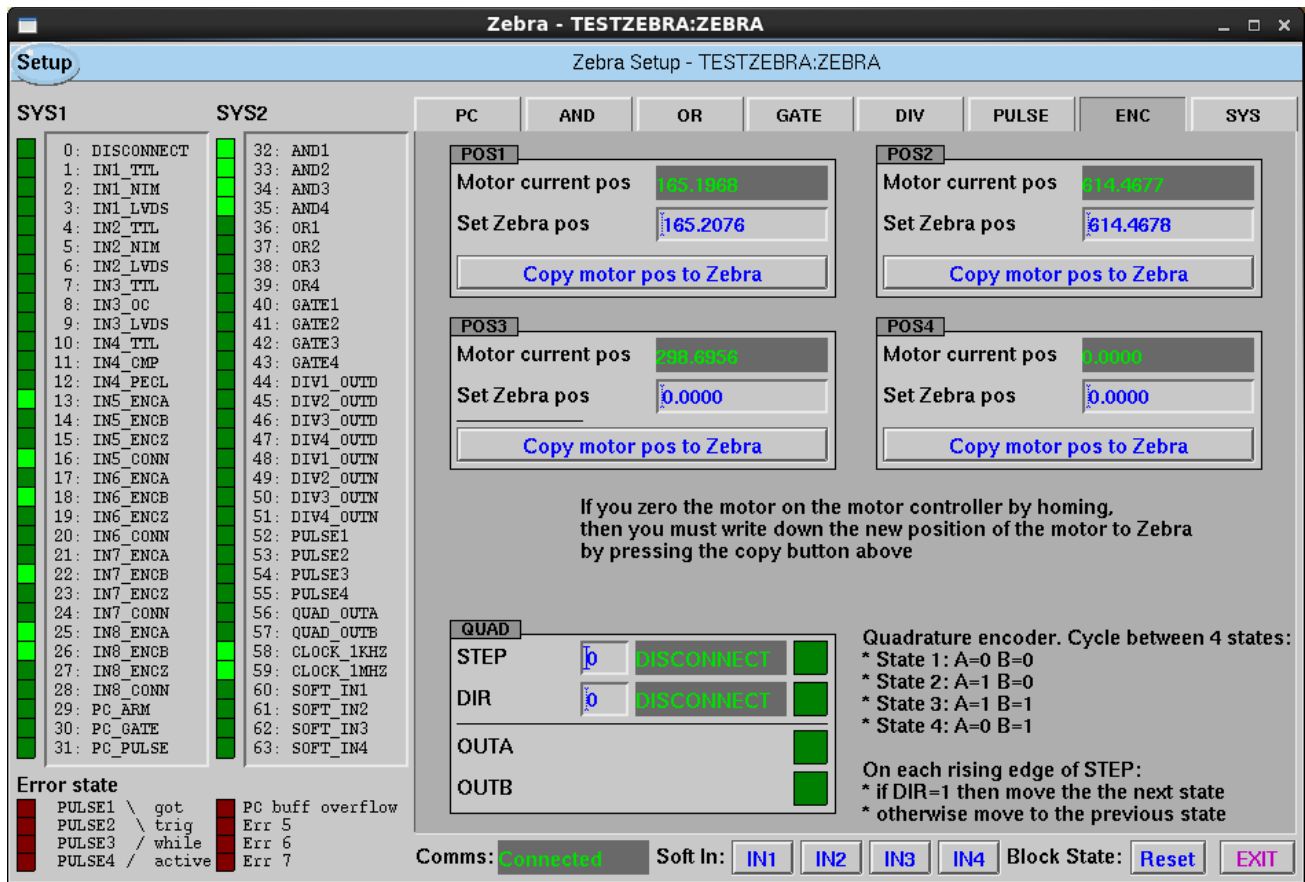 Zebra - TESTZEBRA:ZEBRA
Setup
Zebra Setup - TESTZEBRA:ZEBRA
SYS1
0: DISCONNECT
1: IN1_TTL
2: IN1_NIM
3: IN1_LVDS
4: IN2_TTL
5: IN2_NIM
6: IN2_LVDS
7: IN3_TTL
8: IN3_OC
9: IN3_LVDS
10: IN4_TTL
11: IN4_CMP
12: IN4_PECL
13: IN5_ENCA
14: IN5_ENCB
15: IN5_ENCZ
16: IN5_CONN
17: IN6_ENCA
18: IN6_ENCB
19: IN6_ENCZ
20: IN6_CONN
21: IN7_ENCA
22: IN7_ENCB
23: IN7_ENCZ
24: IN7_CONN
25: IN8_ENCA
26: IN8_ENCB
27: IN8_ENCZ
28: IN8_CONN
29: PC_ARM
30: PC_GATE
31: PC_PULSE
SYS2
32: AND1
33: AND2
34: AND3
35: AND4
36: OR1
37: OR2
38: OR3
39: OR4
40: GATE1
41: GATE2
42: GATE3
43: GATE4
44: DIV1_OUTD
45: DIV2_OUTD
46: DIV3_OUTD
47: DIV4_OUTD
48: DIV1_OUTN
49: DIV2_OUTN
50: DIV3_OUTN
51: DIV4_OUTN
52: PULSE1
53: PULSE2
54: PULSE3
55: PULSE4
56: QUAD_OUTA
57: QUAD_OUTB
58: CLOCK_1KHZ
59: CLOCK_1MHZ
60: SOFT_IN1
61: SOFT_IN2
62: SOFT_IN3
63: SOFT_IN4
Error state
PULSE1 \ got
PULSE2 \ trig
PULSE3 / while
PULSE4 / active
PC buff overflow
Err 5
Err 6
Err 7
PC AND OR GATE DIV PULSE ENC SYS
POS1
Motor current pos 165.1968
Set Zebra pos 165.2076
Copy motor pos to Zebra
POS2
Motor current pos 614.4677
Set Zebra pos 614.4678
Copy motor pos to Zebra
POS3
Motor current pos 298.6956
Set Zebra pos 0.0000
Copy motor pos to Zebra
POS4
Motor current pos 0.0000
Set Zebra pos 0.0000
Copy motor pos to Zebra
If you zero the motor on the motor controller by homing,
then you must write down the new position of the motor to Zebra
by pressing the copy button above
QUAD
STEP 0 DISCONNECT
DIR 0 DISCONNECT
OUTA
OUTB
Quadrature encoder. Cycle between 4 states:
* State 1: A=0 B=0
* State 2: A=1 B=0
* State 3: A=1 B=1
* State 4: A=0 B=1
On each rising edge of STEP:
* if DIR=1 then move the the next state
* otherwise move to the previous state
Comms: Connected Soft In: IN1 IN2 IN3 IN4 Block State: Reset EXIT